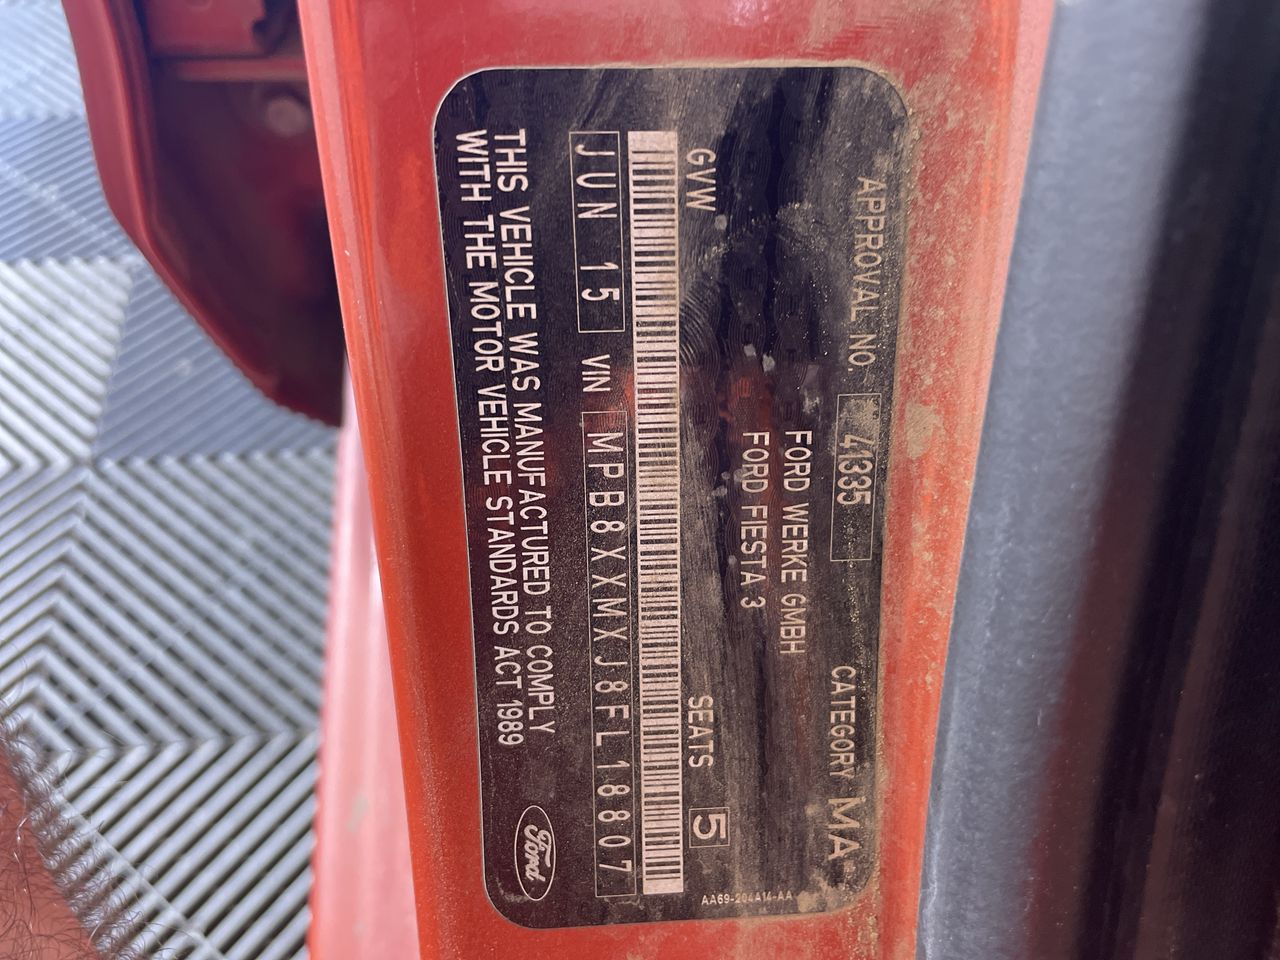 APPROVAL NO. 41335 CATEGORY MA
FORD WERKE GMBH
FORD FIESTA 3
GVW SEATS 5
JUN 15 VIN MPB8XXMXJ8FL18807
THIS VEHICLE WAS MANUFACTURED TO COMPLY
WITH THE MOTOR VEHICLE STANDARDS ACT 1989
Ford
AA69-204A14-AA